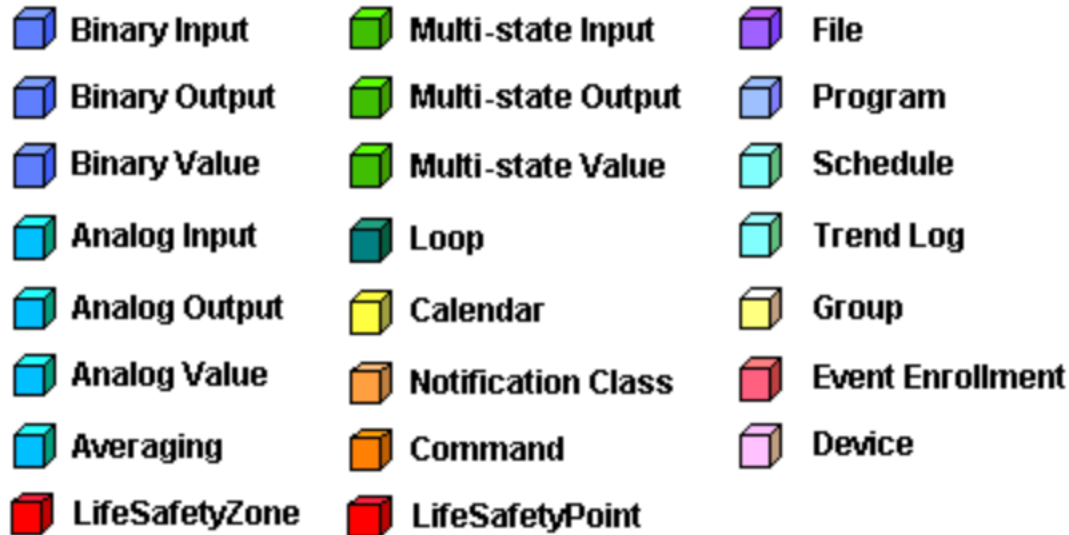 Binary Input
Binary Output
Binary Value
Analog Input
Analog Output
Analog Value
Averaging
LifeSafetyZone
Multi-state Input
Multi-state Output
Multi-state Value
Loop
Calendar
Notification Class
Command
LifeSafetyPoint
File
Program
Schedule
Trend Log
Group
Event Enrollment
Device